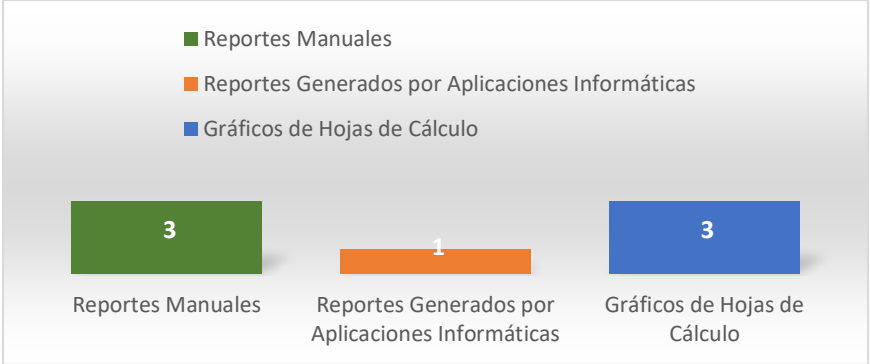 Reportes Manuales
Reportes Generados por Aplicaciones Informáticas
Gráficos de Hojas de Cálculo
3
1
3
Reportes Manuales
Reportes Generados por
Aplicaciones Informáticas
Gráficos de Hojas de
Cálculo